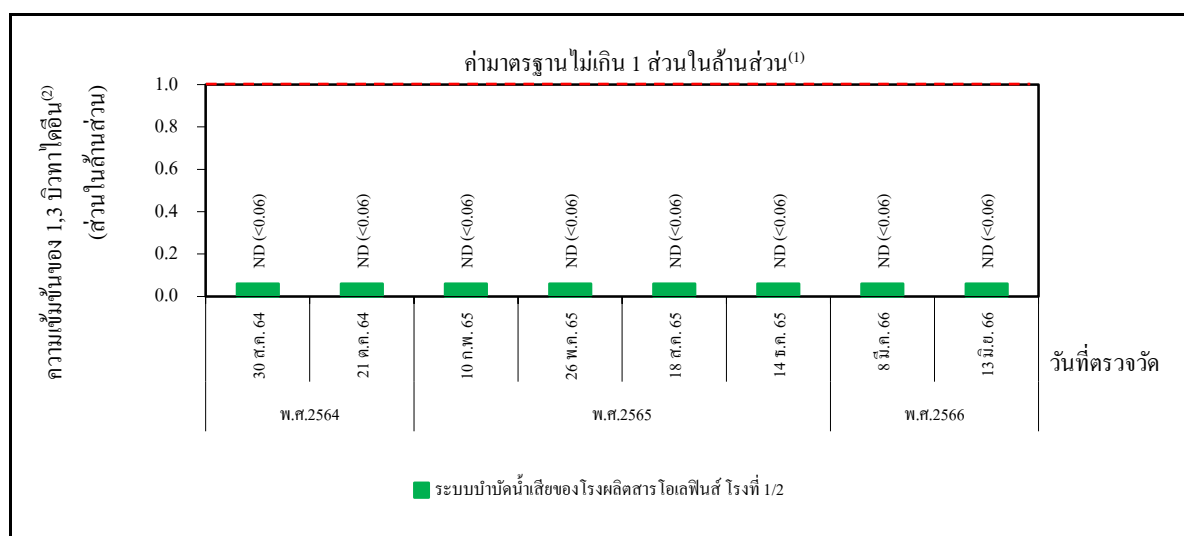 ค่ามาตรฐานไม่เกิน 1 ส่วนในล้านส่วน(1)
ความเข้มข้นของ 1,3 บิวทาไดอีน(2)
(ส่วนในล้านส่วน)
1.0
0.8
0.6
0.4
0.2
0.0
ND (<0.06) ND (<0.06) ND (<0.06) ND (<0.06) ND (<0.06) ND (<0.06) ND (<0.06) ND (<0.06)
30 ส.ค. 64 21 ต.ค. 64 10 ก.พ. 65 26 พ.ค. 65 18 ส.ค. 65 14 ธ.ค. 65 8 มี.ค. 66 13 มิ.ย. 66
วันที่ตรวจวัด
พ.ศ.2564 พ.ศ.2565 พ.ศ.2566
ระบบบำบัดน้ำเสียของโรงผลิตสารโอเลฟินส์ โรงที่ 1/2